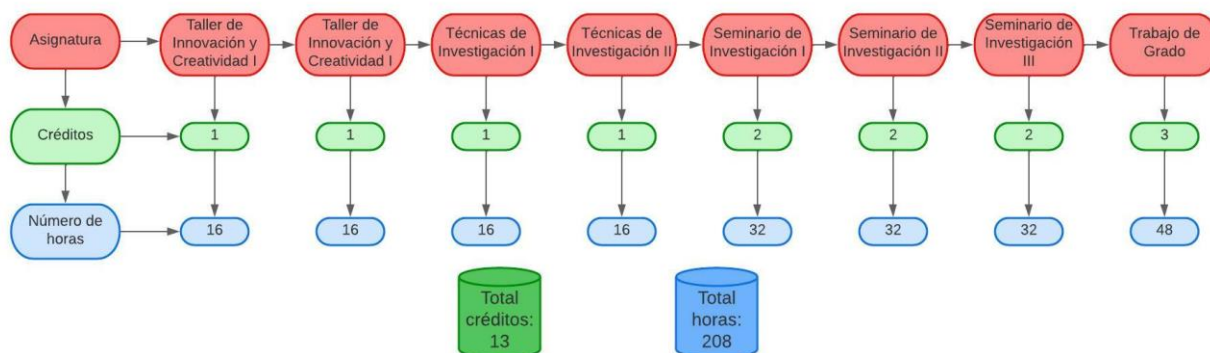 Asignatura
Taller de
Innovación y
Creatividad I
Taller de
Innovación y
Creatividad I
Técnicas de
Investigación I
Técnicas de
Investigación II
Seminario de
Investigación I
Seminario de
Investigación II
Seminario de
Investigación
III
Trabajo de
Grado
Créditos
1
1
1
1
2
2
2
3
Número de
horas
16
16
16
16
32
32
32
48
Total
créditos:
13
Total
horas:
208